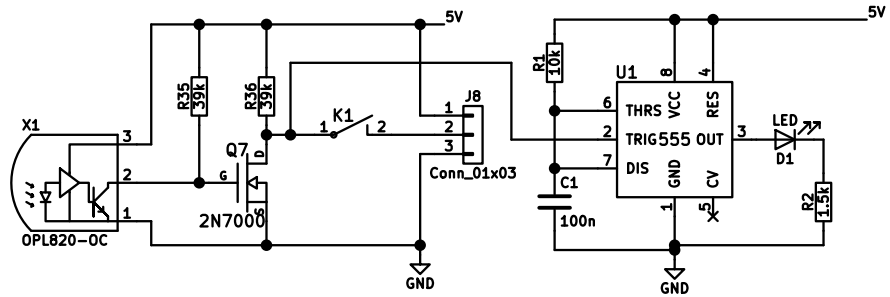 5V
5V
R35
39k
R36
39k
K1
1
2
J8
1
2
3
Conn_01x03
X1
3
2
1
OPL820-OC
Q7
G
D
S
2N7000
GND
R1
10k
U1
8
4
VCC
RES
6
THRS
2
TRIG
555
OUT
3
7
DIS
GND
CV
1
5
C1
100n
LED
D1
R2
1.5k
GND